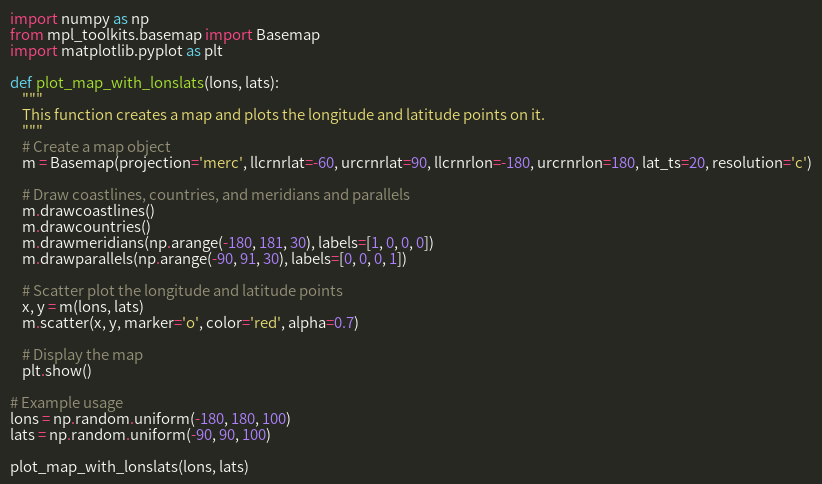 import numpy as np
from mpl_toolkits.basemap import Basemap
import matplotlib.pyplot as plt

def plot_map_with_lonslats(lons, lats):
    """
    This function creates a map and plots the longitude and latitude points on it.
    """
    # Create a map object
    m = Basemap(projection='merc', llcrnrlat=-60, urcrnrlat=90, llcrnrlon=-180, urcrnrlon=180, lat_ts=20, resolution='c')

    # Draw coastlines, countries, and meridians and parallels
    m.drawcoastlines()
    m.drawcountries()
    m.drawmeridians(np.arange(-180, 181, 30), labels=[1, 0, 0, 0])
    m.drawparallels(np.arange(-90, 91, 30), labels=[0, 0, 0, 1])

    # Scatter plot the longitude and latitude points
    x, y = m(lons, lats)
    m.scatter(x, y, marker='o', color='red', alpha=0.7)

    # Display the map
    plt.show()

# Example usage
lons = np.random.uniform(-180, 180, 100)
lats = np.random.uniform(-90, 90, 100)

plot_map_with_lonslats(lons, lats)